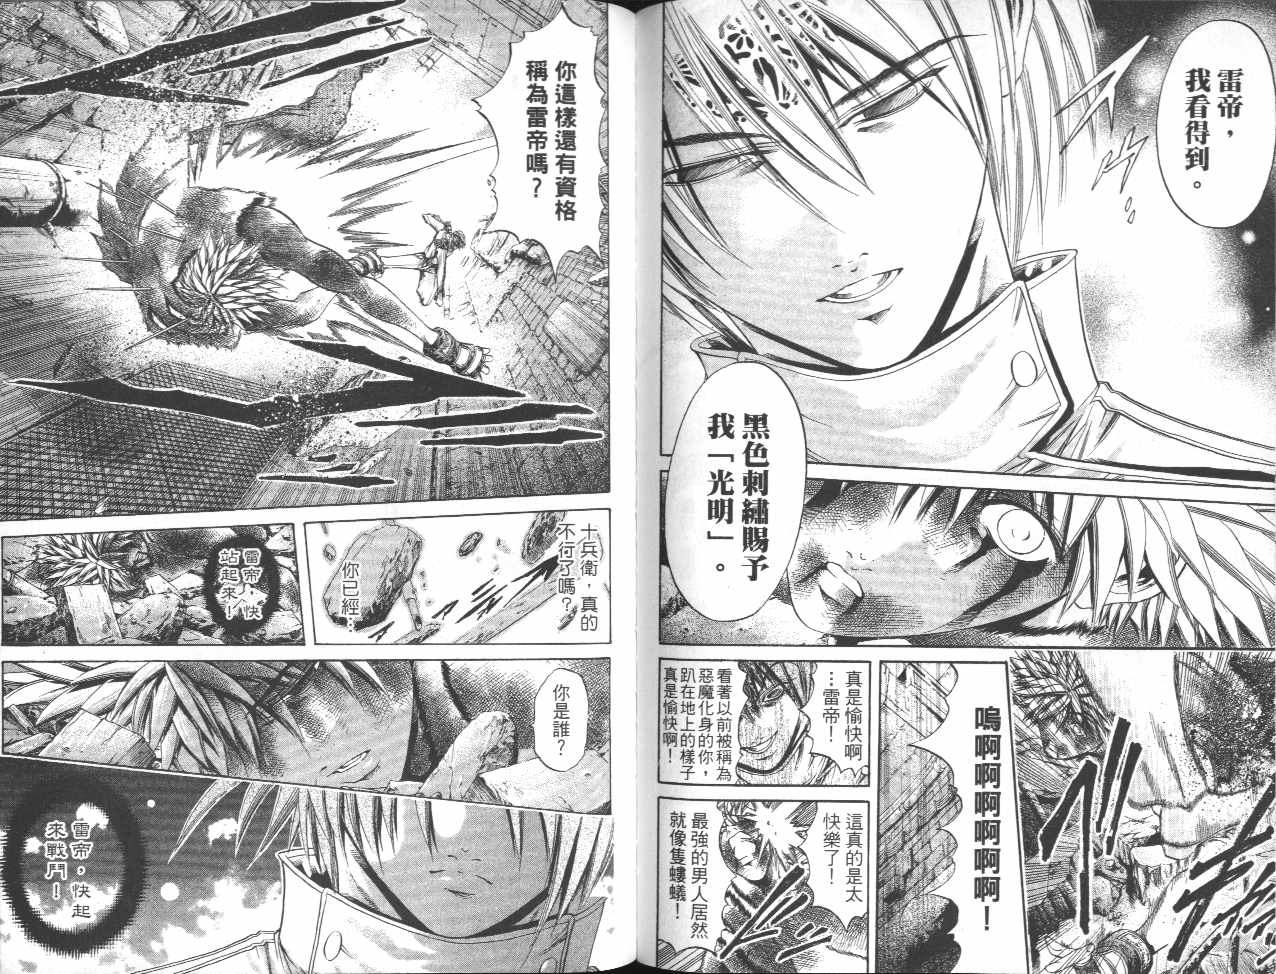 雷帝，
我看得到。
黑色刺繡賜予
我「光明」。
嗚啊啊啊啊啊啊！
真是愉快啊
…雷帝！
看著以前被稱為
惡魔化身的你，
趴在地上的樣子
真是愉快啊！
這真的是太
快樂了！
最強的男人居然
就像隻螻蟻！
你這樣還有資格
稱為雷帝嗎？
十兵衛，真的
不行了嗎？
你已經…
雷帝，快
站起來！
你是誰？
雷帝，快起
來戰鬥！